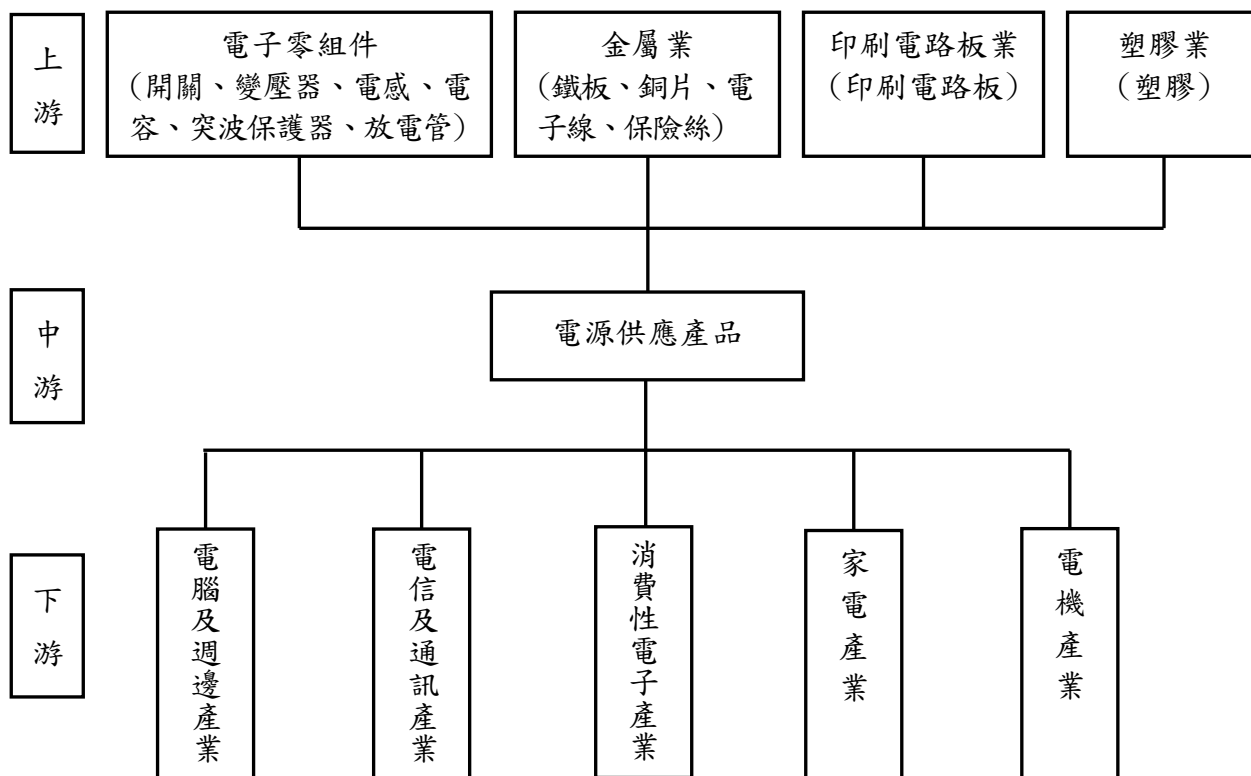 上游
電子零組件
（開關、變壓器、電感、電
容、突波保護器、放電管）
金屬業
（鐵板、銅片、電
子線、保險絲）
印刷電路板業
（印刷電路板）
塑膠業
（塑膠）
中游
電源供應產品
下游
電腦及週邊產業
電信及通訊產業
消費性電子產業
家電產業
電機產業